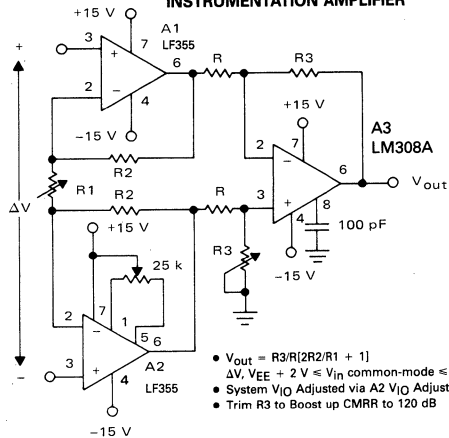 INSTRUMENTATION AMPLIFIER
+15 V
A1
LF355
+
3
+
7
6
R
R3
2
−
4
−15 V
+15 V
A3
LM308A
R2
2
−
7
6
Vout
R1
ΔV
R2
R
3
+
4
8
100 pF
+15 V
−15 V
R3
25 k
2
−
7
1
5
6
3
+
4
A2
LF355
−
−15 V
• Vout = R3/R[2R2/R1 + 1]
ΔV, VEE + 2 V ≤ Vin common-mode ≤
• System VIO Adjusted via A2 VIO Adjust
• Trim R3 to Boost up CMRR to 120 dB